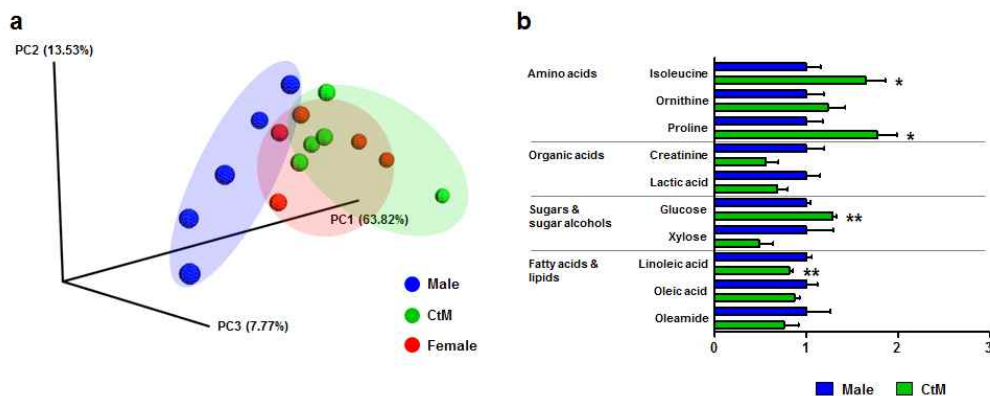 a
PC2 (13.53%)
PC1 (63.82%)
PC3 (7.77%)
Male
CtM
Female
b
Amino acids
Isoleucine
*
Ornithine
Proline
*
Organic acids
Creatinine
Lactic acid
Sugars &
sugar alcohols
Glucose
**
Xylose
Fatty acids &
lipids
Linoleic acid
**
Oleic acid
Oleamide
0 1 2 3
Male CtM